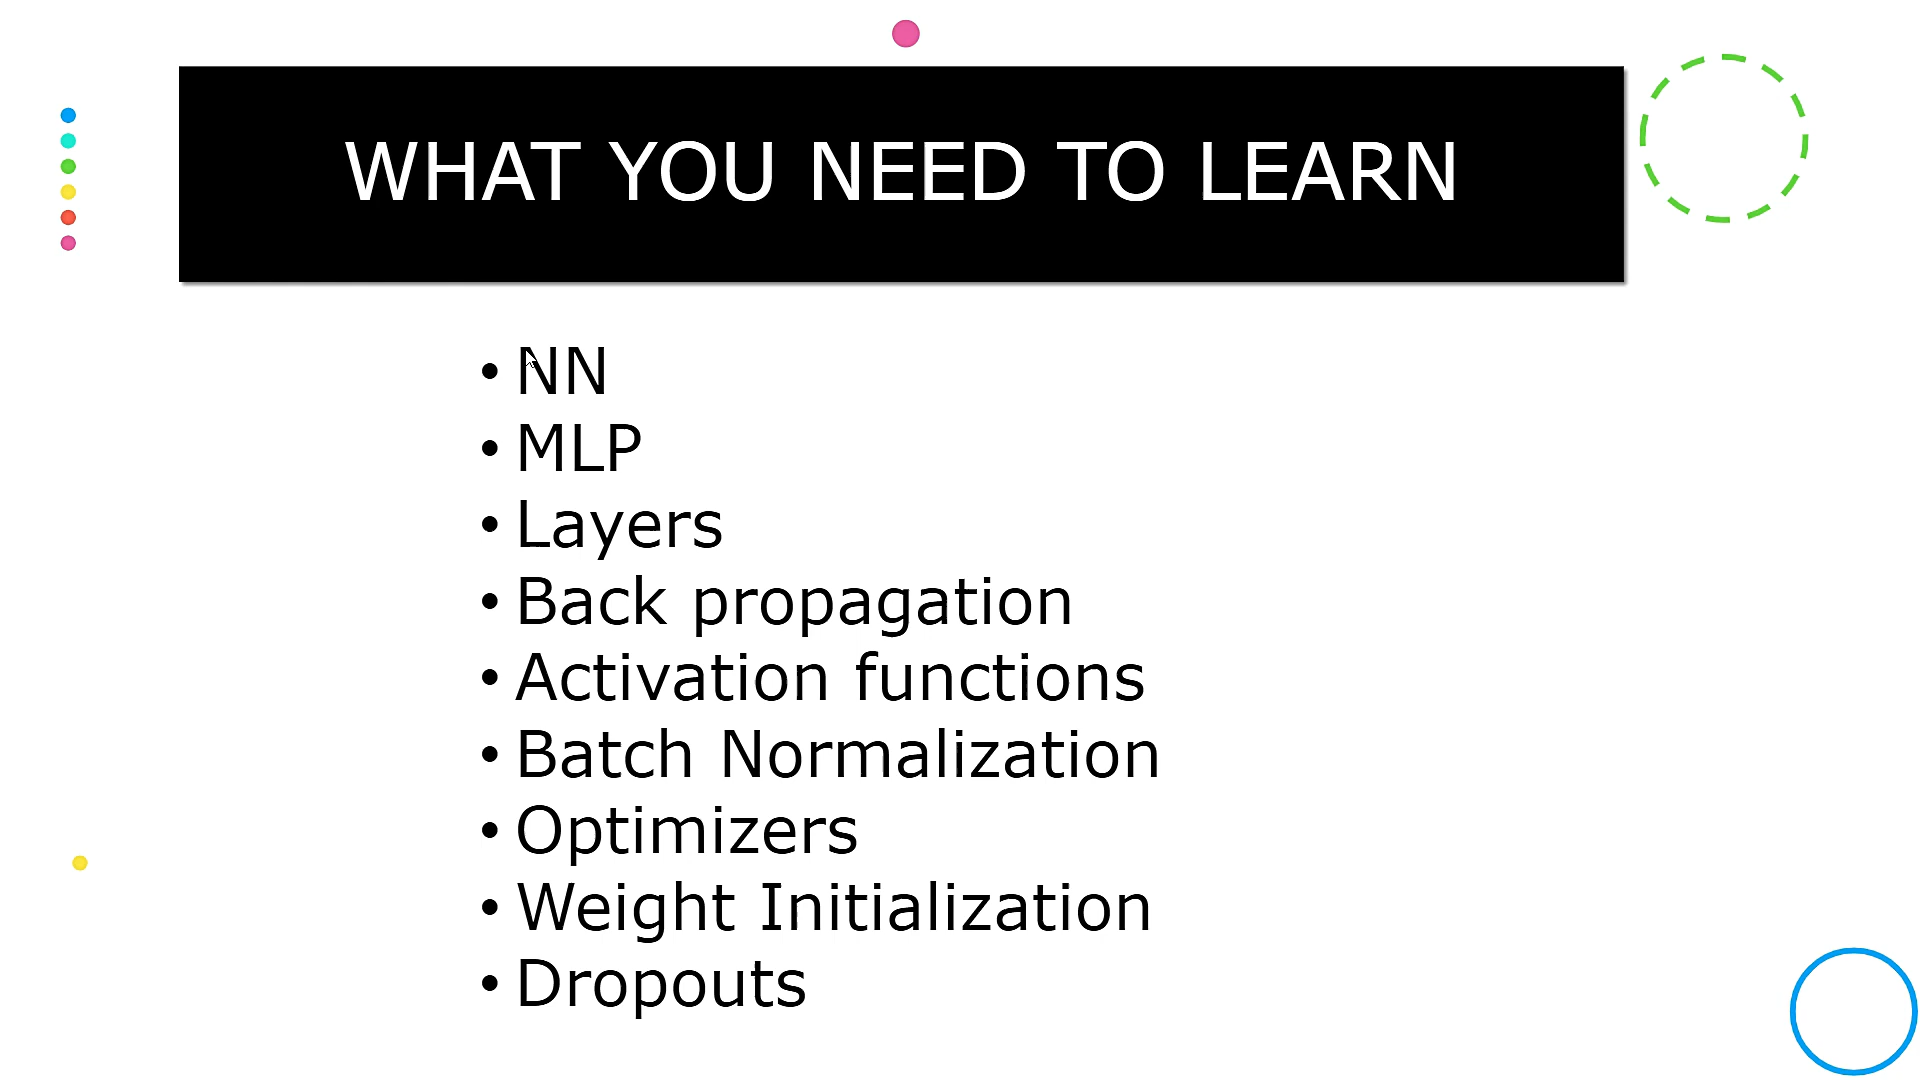 WHAT YOU NEED TO LEARN
• NN
• MLP
• Layers
• Back propagation
• Activation functions
• Batch Normalization
• Optimizers
• Weight Initialization
• Dropouts